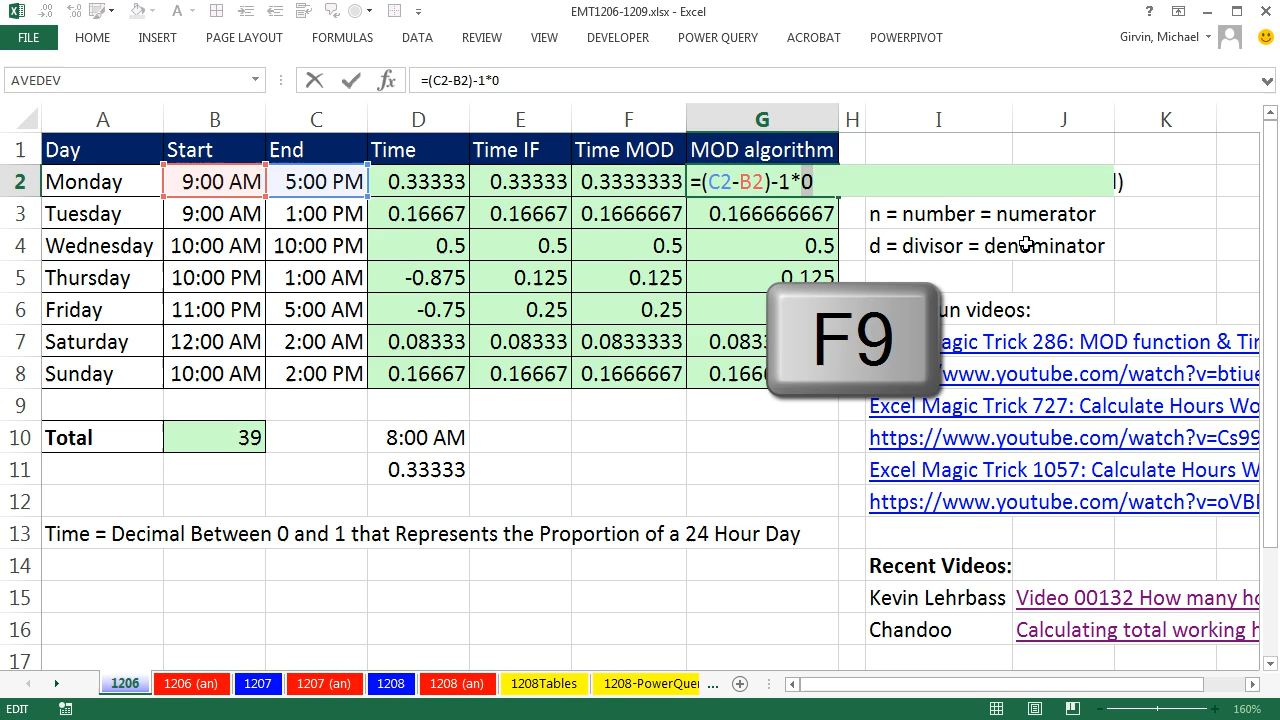 EMT1206-1209.xlsx - Excel
FILE HOME INSERT PAGE LAYOUT FORMULAS DATA REVIEW VIEW DEVELOPER POWER QUERY ACROBAT POWERPIVOT Girvin, Michael
AVEDEV fx =(C2-B2)-1*0
A B C D E F G H I J K
1 Day Start End Time Time IF Time MOD MOD algorithm
2 Monday 9:00 AM 5:00 PM 0.33333 0.33333 0.3333333 =(C2-B2)-1*0
3 Tuesday 9:00 AM 1:00 PM 0.16667 0.16667 0.1666667 0.166666667 n = number = numerator
4 Wednesday 10:00 AM 10:00 PM 0.5 0.5 0.5 0.5 d = divisor = denominator
5 Thursday 10:00 PM 1:00 AM -0.875 0.125 0.125 0.125
6 Friday 11:00 PM 5:00 AM -0.75 0.25 0.25 un videos:
7 Saturday 12:00 AM 2:00 AM 0.08333 0.08333 0.0833333 0.083 agic Trick 286: MOD function & Ti
8 Sunday 10:00 AM 2:00 PM 0.16667 0.16667 0.1666667 0.166 /www.youtube.com/watch?v=btiue
F9
9 Excel Magic Trick 727: Calculate Hours Wo
10 Total 39 8:00 AM https://www.youtube.com/watch?v=Cs99
11 0.33333 Excel Magic Trick 1057: Calculate Hours W
12 https://www.youtube.com/watch?v=oVBI
13 Time = Decimal Between 0 and 1 that Represents the Proportion of a 24 Hour Day
14 Recent Videos:
15 Kevin Lehrbass Video 00132 How many ho
16 Chandoo Calculating total working h
17
1206 1206 (an) 1207 1207 (an) 1208 1208 (an) 1208Tables 1208-PowerQue ...
EDIT 160%